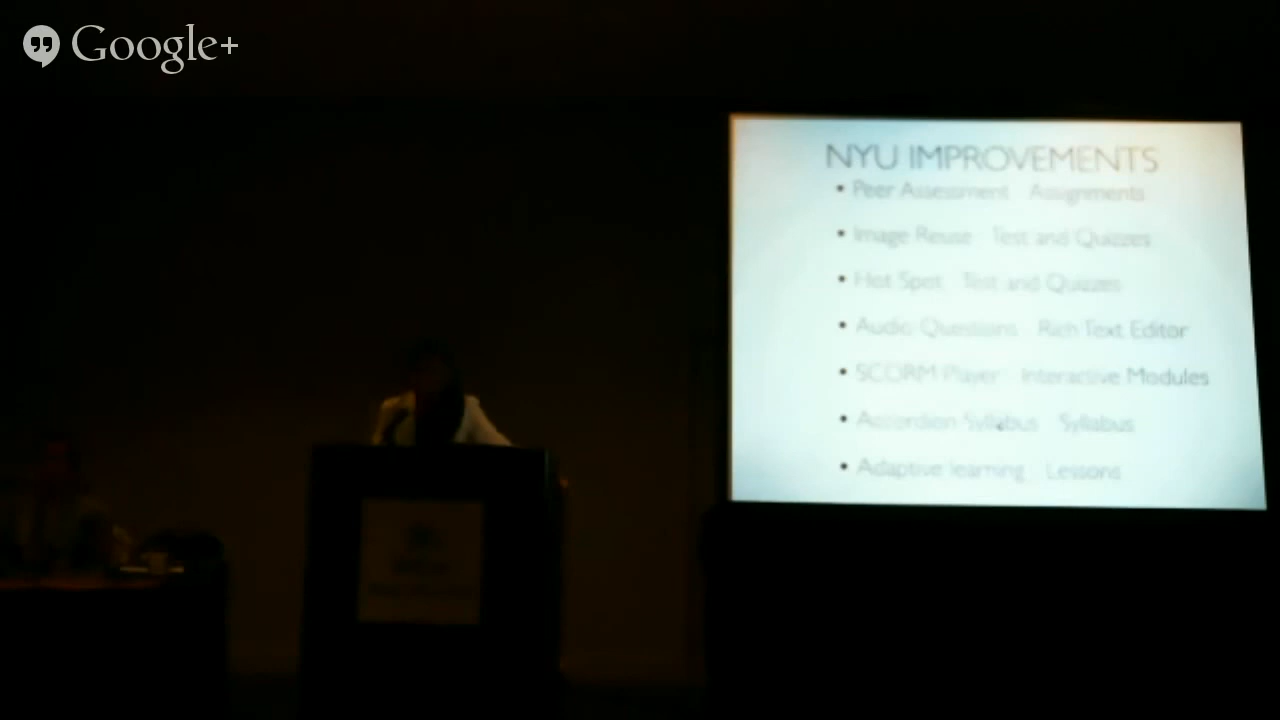 Google+
NYU IMPROVEMENTS
• Peer Assessment Assignments
• Image Reuse Test and Quizzes
• Hot Spot Test and Quizzes
• Audio Questions Rich Text Editor
• SCORM Player Interactive Modules
• Accordion Syllabus Syllabus
• Adaptive learning Lessons